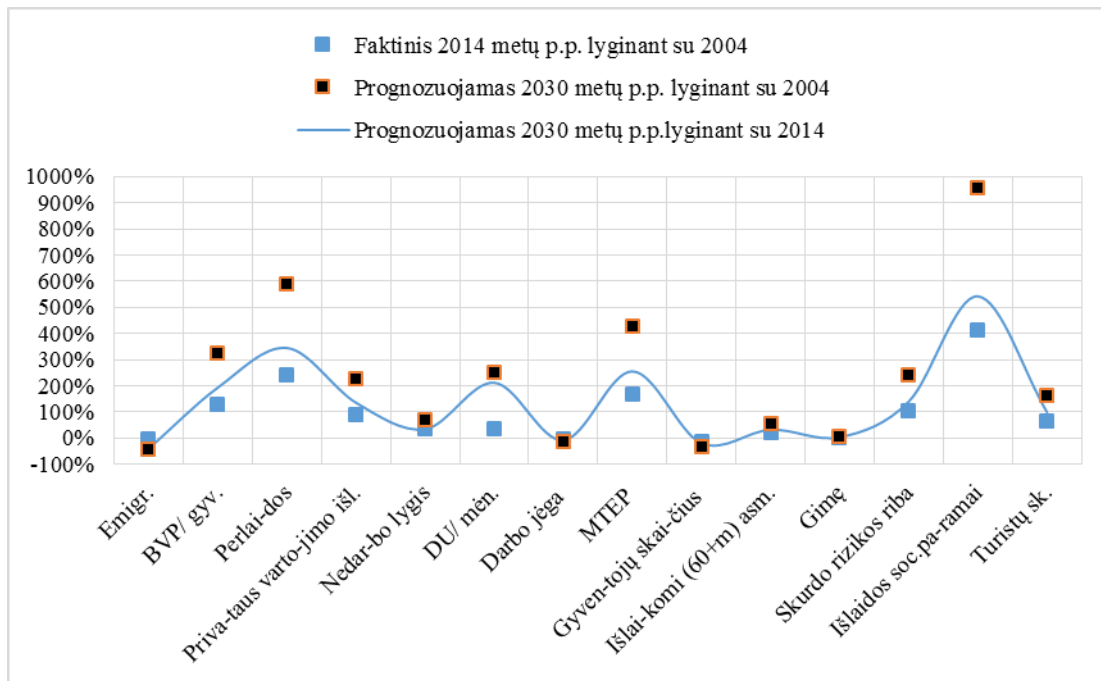 Faktinis 2014 metų p.p. lyginant su 2004
Prognozuojamas 2030 metų p.p. lyginant su 2004
Prognozuojamas 2030 metų p.p.lyginant su 2014
1000%
900%
800%
700%
600%
500%
400%
300%
200%
100%
0%
-100%
Emigr.
BVP/ gyv.
Perlai-dos
Priva-taus varto-jimo išl.
Nedar-bo lygis
DU/ mėn.
Darbo jėga
MTEP
Gyven-tojų skai-čius
Išlai-komi (60+m) asm.
Gimę
Skurdo rizikos riba
Išlaidos soc.pa-ramai
Turistų sk.